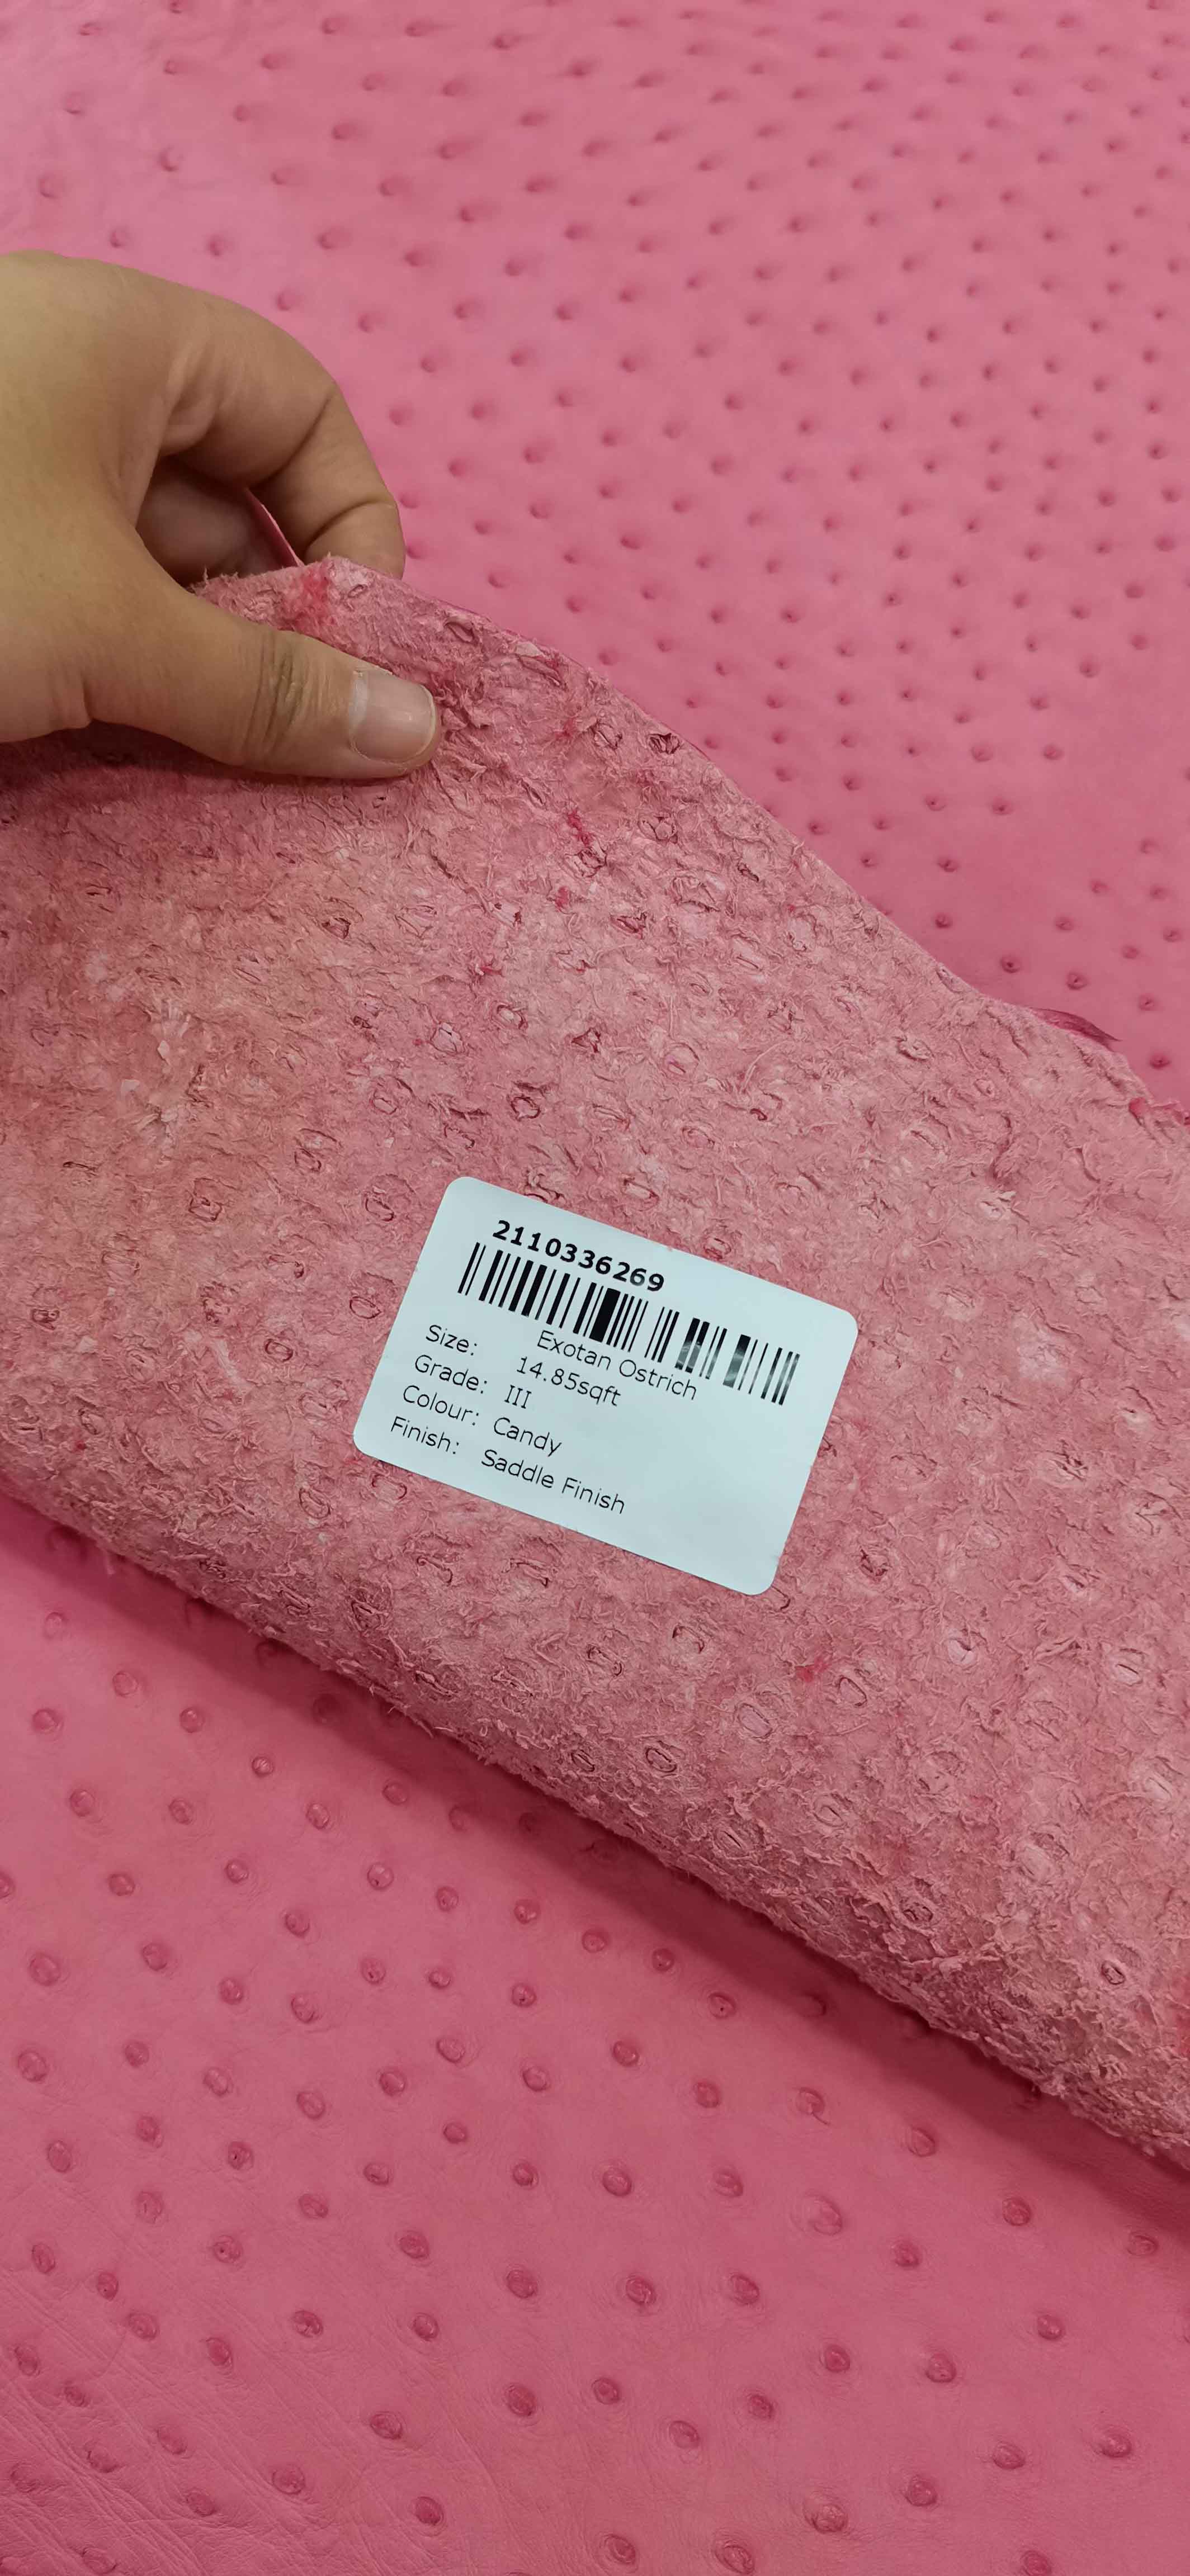 2110336269
Exotan Ostrich
Size: 14.85sqft
Grade: III
Colour: Candy
Finish: Saddle Finish